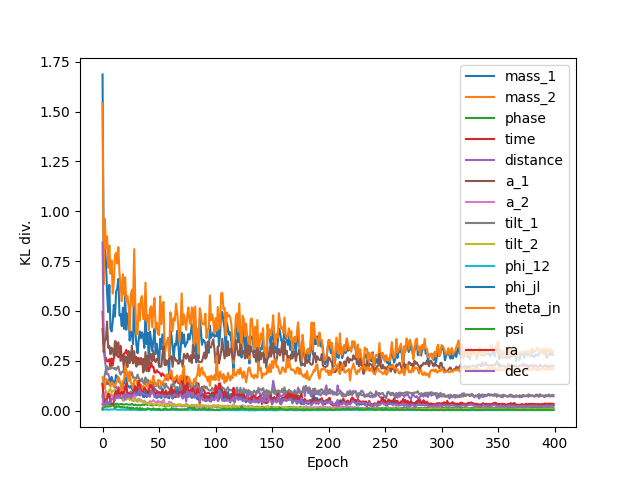 1.75
1.50
1.25
1.00
0.75
0.50
0.25
0.00
KL div.
0
50
100
150
200
250
300
350
400
Epoch
mass_1
mass_2
phase
time
distance
a_1
a_2
tilt_1
tilt_2
phi_12
phi_jl
theta_jn
psi
ra
dec